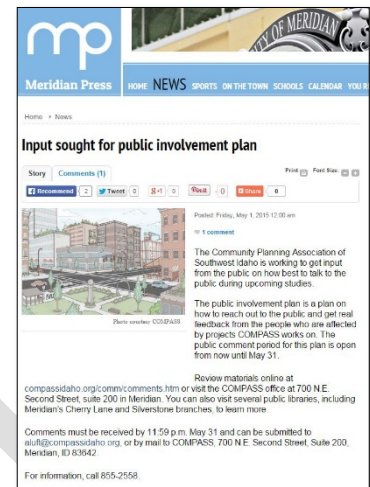 mp
Meridian Press
OF MERIDIAN
HOME NEWS SPORTS ON THE TOWN SCHOOLS CALENDAR YOU R
Home > News
Input sought for public involvement plan
Story Comments (1)
Print Font Size:
Recommend 2 Tweet 0 g+1 0 Pin it 0 Share 0
Posted: Friday, May 1, 2015 12:00 am
1 comment
The Community Planning Association of
Southwest Idaho is working to get input
from the public on how best to talk to the
public during upcoming studies.
Photo courtesy COMPASS
The public involvement plan is a plan on
how to reach out to the public and get real
feedback from the people who are affected
by projects COMPASS works on. The
public comment period for this plan is open
from now until May 31.
Review materials online at
compassidaho.org/comm/comments.htm or visit the COMPASS office at 700 N.E.
Second Street, suite 200 in Meridian. You can also visit several public libraries, including
Meridian's Cherry Lane and Silverstone branches, to learn more.
Comments must be received by 11:59 p.m. May 31 and can be submitted to
aluft@compassidaho.org, or by mail to COMPASS, 700 N.E. Second Street, Suite 200,
Meridian, ID 83642.
For information, call 855-2558.